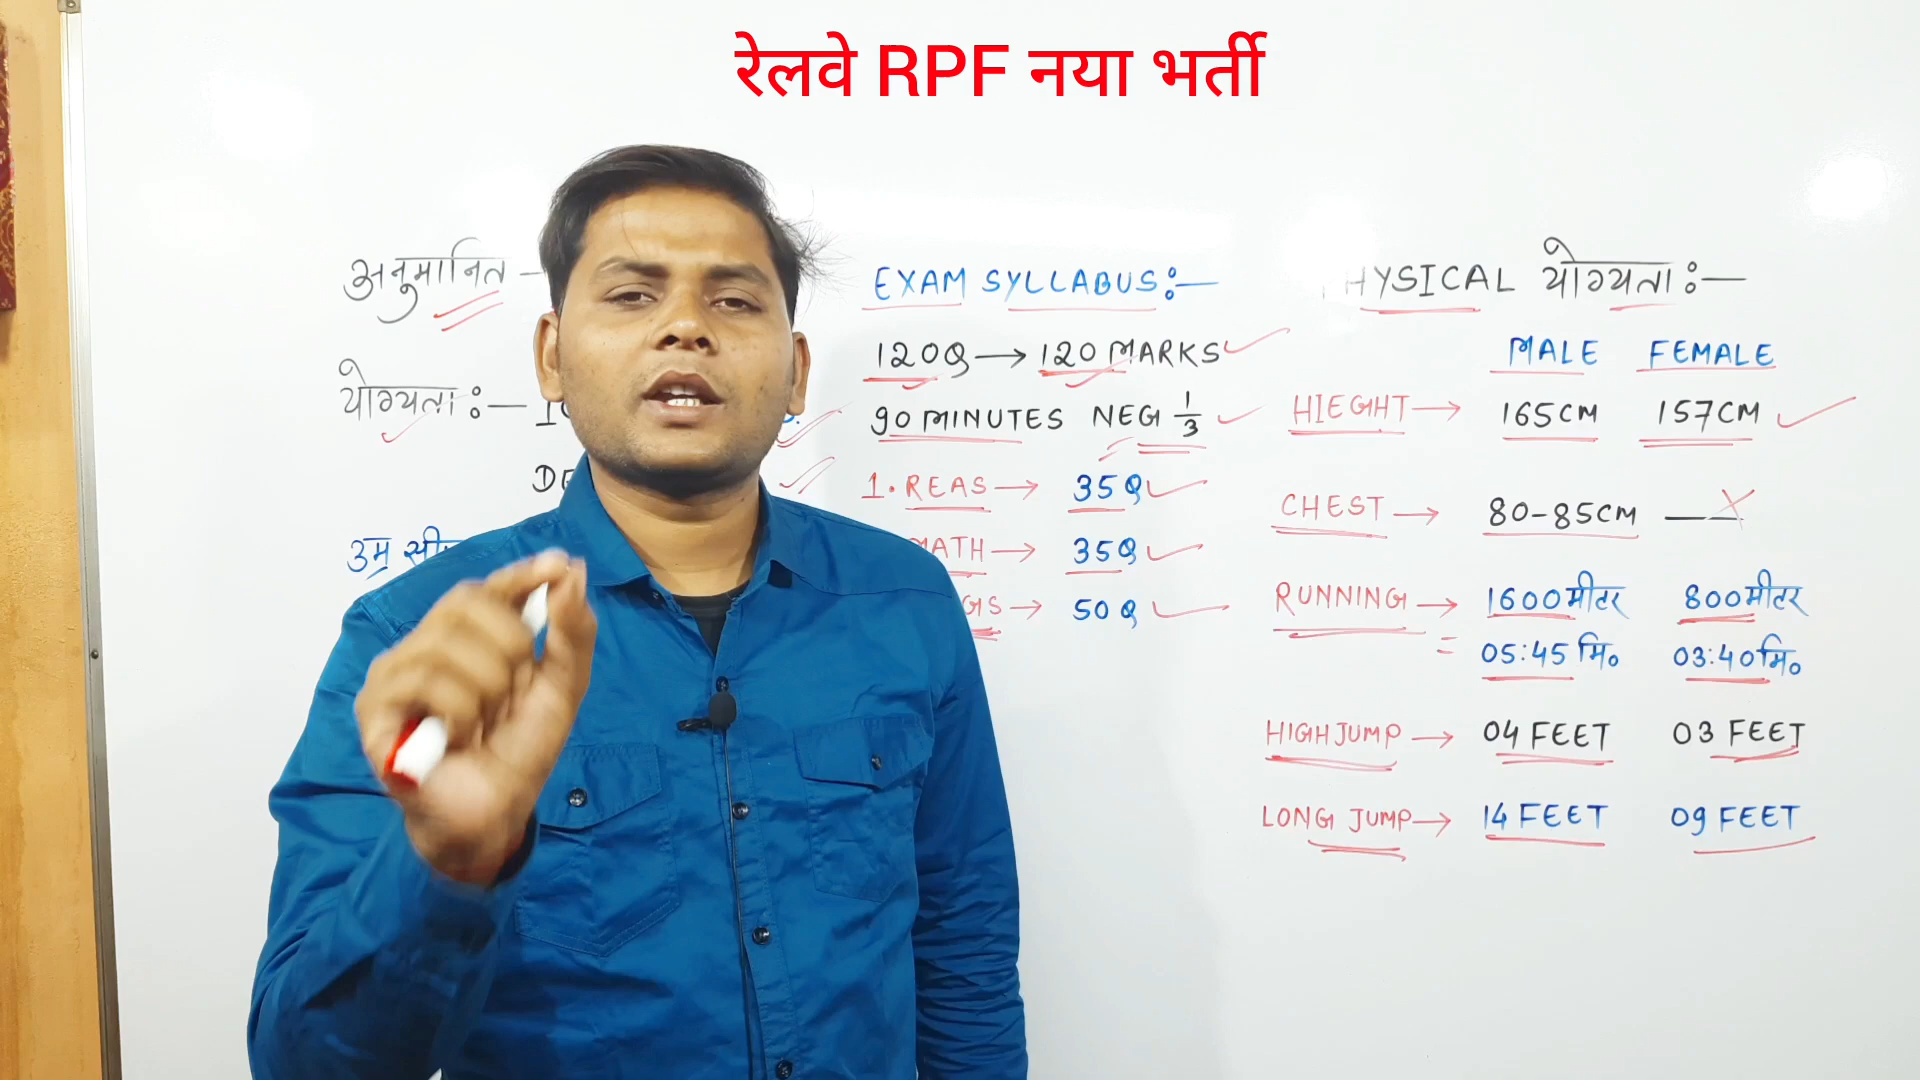 रेलवे RPF नया भर्ती
अनुमानित —
योग्यता :—
उम्र
EXAM SYLLABUS :—
120Q → 120 MARKS
90 MINUTES NEG 1/3
1. REAS → 35Q
MATH → 35Q
GS → 50Q
PHYSICAL योग्यता :—
MALE FEMALE
HIEGHT → 165CM 157CM
CHEST → 80-85CM —
RUNNING → 1600मीटर 800मीटर
= 05:45 मि० 03:40मि०
HIGH JUMP → 04 FEET 03 FEET
LONG JUMP → 14 FEET 09 FEET